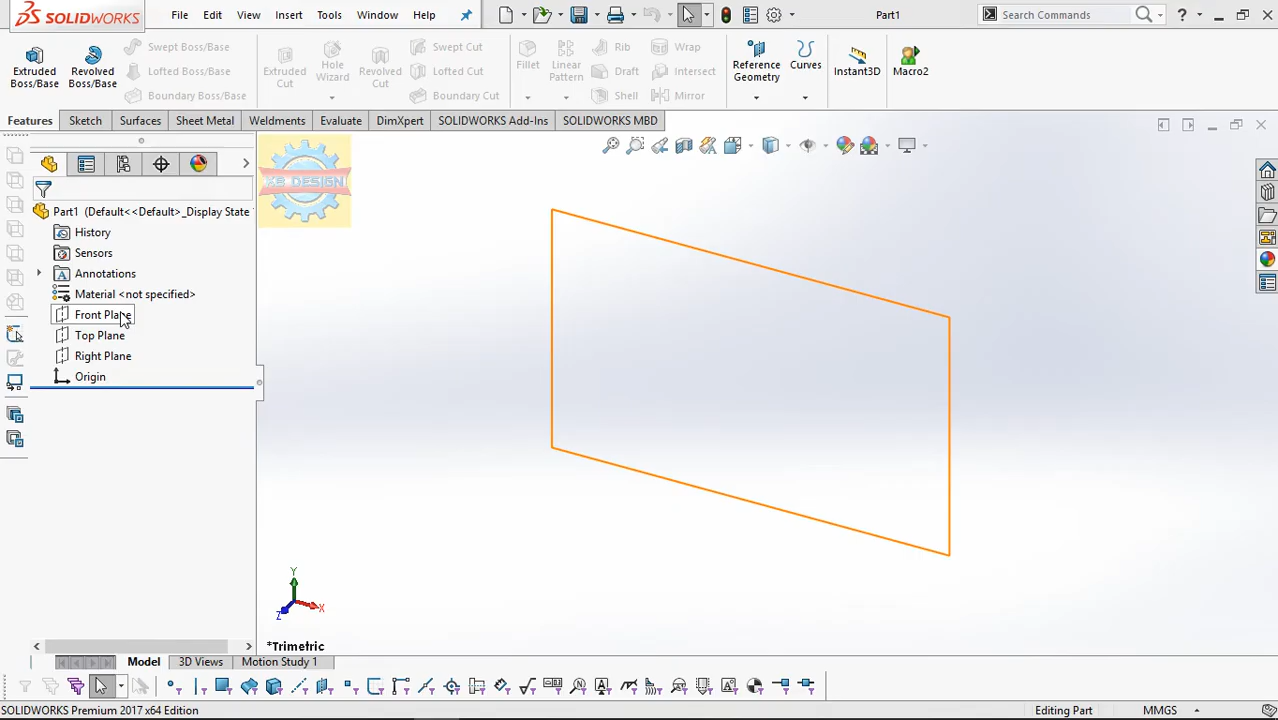 SOLIDWORKS File Edit View Insert Tools Window Help Part1 Search Commands ?
Extruded Boss/Base
Revolved Boss/Base
Swept Boss/Base
Lofted Boss/Base
Boundary Boss/Base
Extruded Cut
Hole Wizard
Revolved Cut
Swept Cut
Lofted Cut
Boundary Cut
Fillet
Linear Pattern
Rib
Draft
Shell
Wrap
Intersect
Mirror
Reference Geometry
Curves
Instant3D
Macro2
Features Sketch Surfaces Sheet Metal Weldments Evaluate DimXpert SOLIDWORKS Add-Ins SOLIDWORKS MBD
Part1 (Default<<Default>_Display State
History
Sensors
Annotations
Material <not specified>
Front Plane
Top Plane
Right Plane
Origin
DESIGN
Y
X
Z
*Trimetric
Model 3D Views Motion Study 1
SOLIDWORKS Premium 2017 x64 Edition Editing Part MMGS